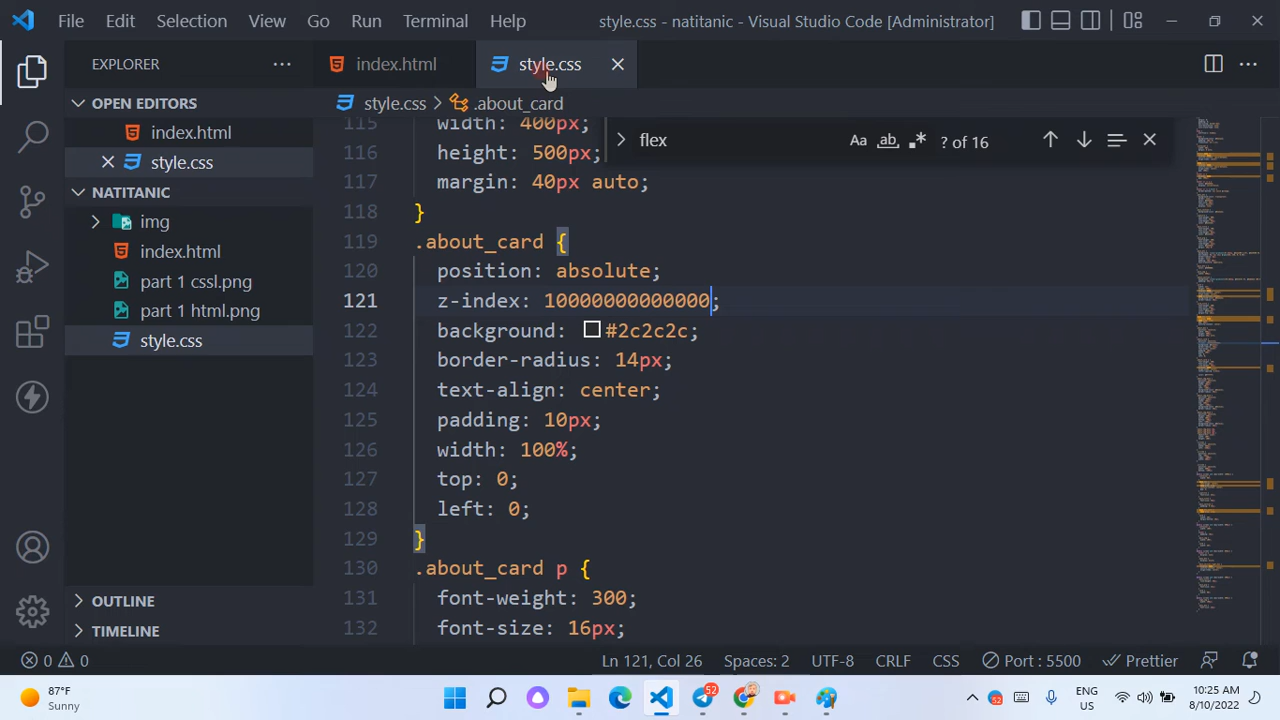 File Edit Selection View Go Run Terminal Help style.css - natitanic - Visual Studio Code [Administrator]
EXPLORER
index.html
style.css
OPEN EDITORS
index.html
style.css
NATITANIC
img
index.html
part 1 cssl.png
part 1 html.png
style.css
OUTLINE
TIMELINE
style.css > .about_card
flex
Aa ab .* ? of 16
115 width: 400px;
116 height: 500px;
117 margin: 40px auto;
118 }
119 .about_card {
120 position: absolute;
121 z-index: 10000000000000;
122 background: #2c2c2c;
123 border-radius: 14px;
124 text-align: center;
125 padding: 10px;
126 width: 100%;
127 top: 0;
128 left: 0;
129 }
130 .about_card p {
131 font-weight: 300;
132 font-size: 16px;
0 0 Ln 121, Col 26 Spaces: 2 UTF-8 CRLF CSS Port : 5500 Prettier
87°F
Sunny
52
52
ENG
US
10:25 AM
8/10/2022